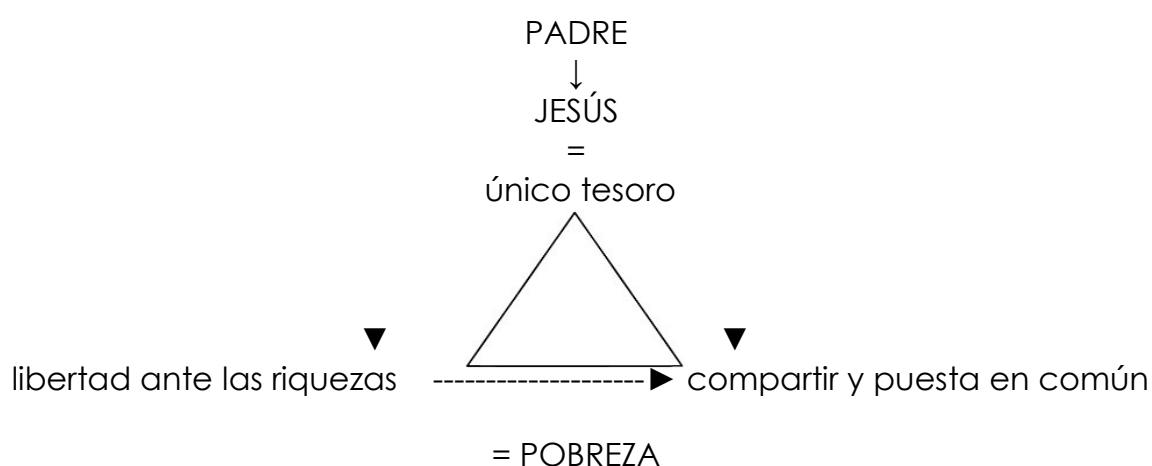 PADRE
↓
JESÚS
=
único tesoro
▼ ▼
libertad ante las riquezas --------------------► compartir y puesta en común
= POBREZA